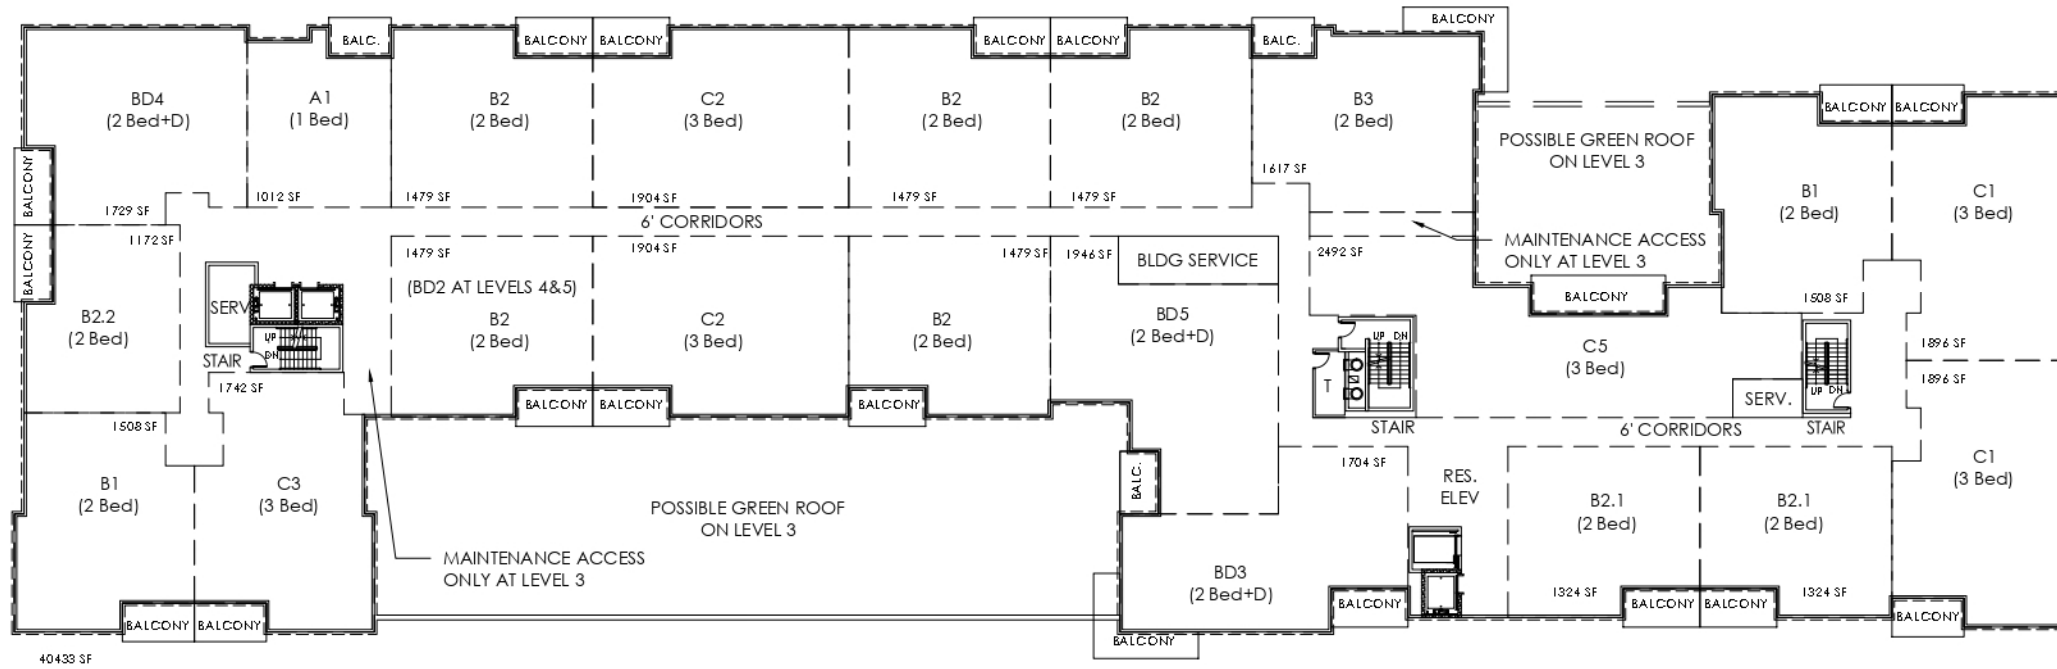 BALCONY
BALC.
BALCONY
BALCONY
BALCONY
BALCONY
BALC.
BALCONY
BALCONY
BD4
(2 Bed+D)
A1
(1 Bed)
B2
(2 Bed)
C2
(3 Bed)
B2
(2 Bed)
B2
(2 Bed)
B3
(2 Bed)
POSSIBLE GREEN ROOF
ON LEVEL 3
B1
(2 Bed)
C1
(3 Bed)
BALCONY
BALCONY
1729 SF
1012 SF
1479 SF
1904 SF
1479 SF
1479 SF
1617 SF
6' CORRIDORS
MAINTENANCE ACCESS
ONLY AT LEVEL 3
1172 SF
1479 SF
1904 SF
1479 SF
1946 SF
2492 SF
BLDG SERVICE
BALCONY
1508 SF
(BD2 AT LEVELS 4&5)
SERV.
UP
DN
STAIR
B2.2
(2 Bed)
B2
(2 Bed)
C2
(3 Bed)
B2
(2 Bed)
BD5
(2 Bed+D)
UP DN
T
C5
(3 Bed)
SERV.
UP DN
1896 SF
1896 SF
1742 SF
BALCONY
BALCONY
BALCONY
STAIR
6' CORRIDORS
STAIR
1508 SF
B1
(2 Bed)
C3
(3 Bed)
POSSIBLE GREEN ROOF
ON LEVEL 3
MAINTENANCE ACCESS
ONLY AT LEVEL 3
BALC.
1704 SF
RES.
ELEV
B2.1
(2 Bed)
B2.1
(2 Bed)
C1
(3 Bed)
BD3
(2 Bed+D)
1324 SF
1324 SF
BALCONY
BALCONY
BALCONY
BALCONY
BALCONY
BALCONY
BALCONY
BALCONY
40433 SF